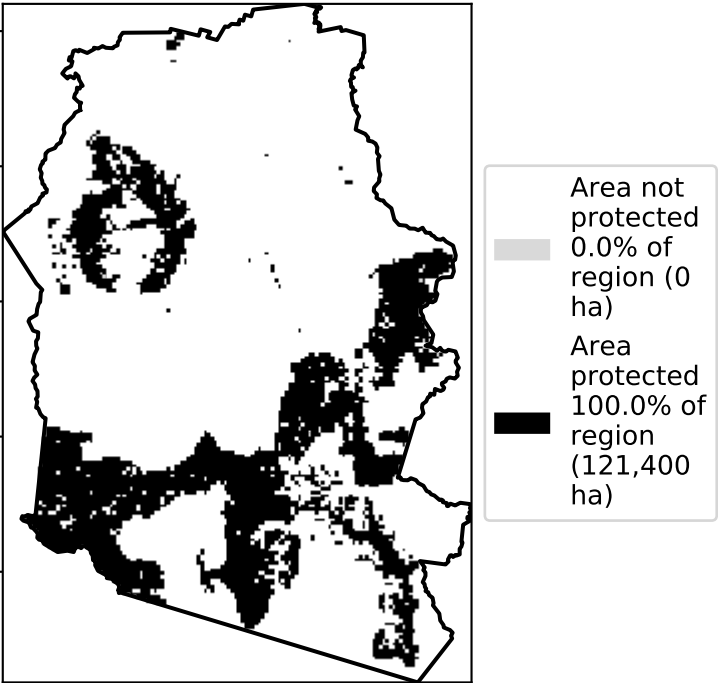 Area not
protected
0.0% of
region (0
ha)
Area
protected
100.0% of
region
(121,400
ha)